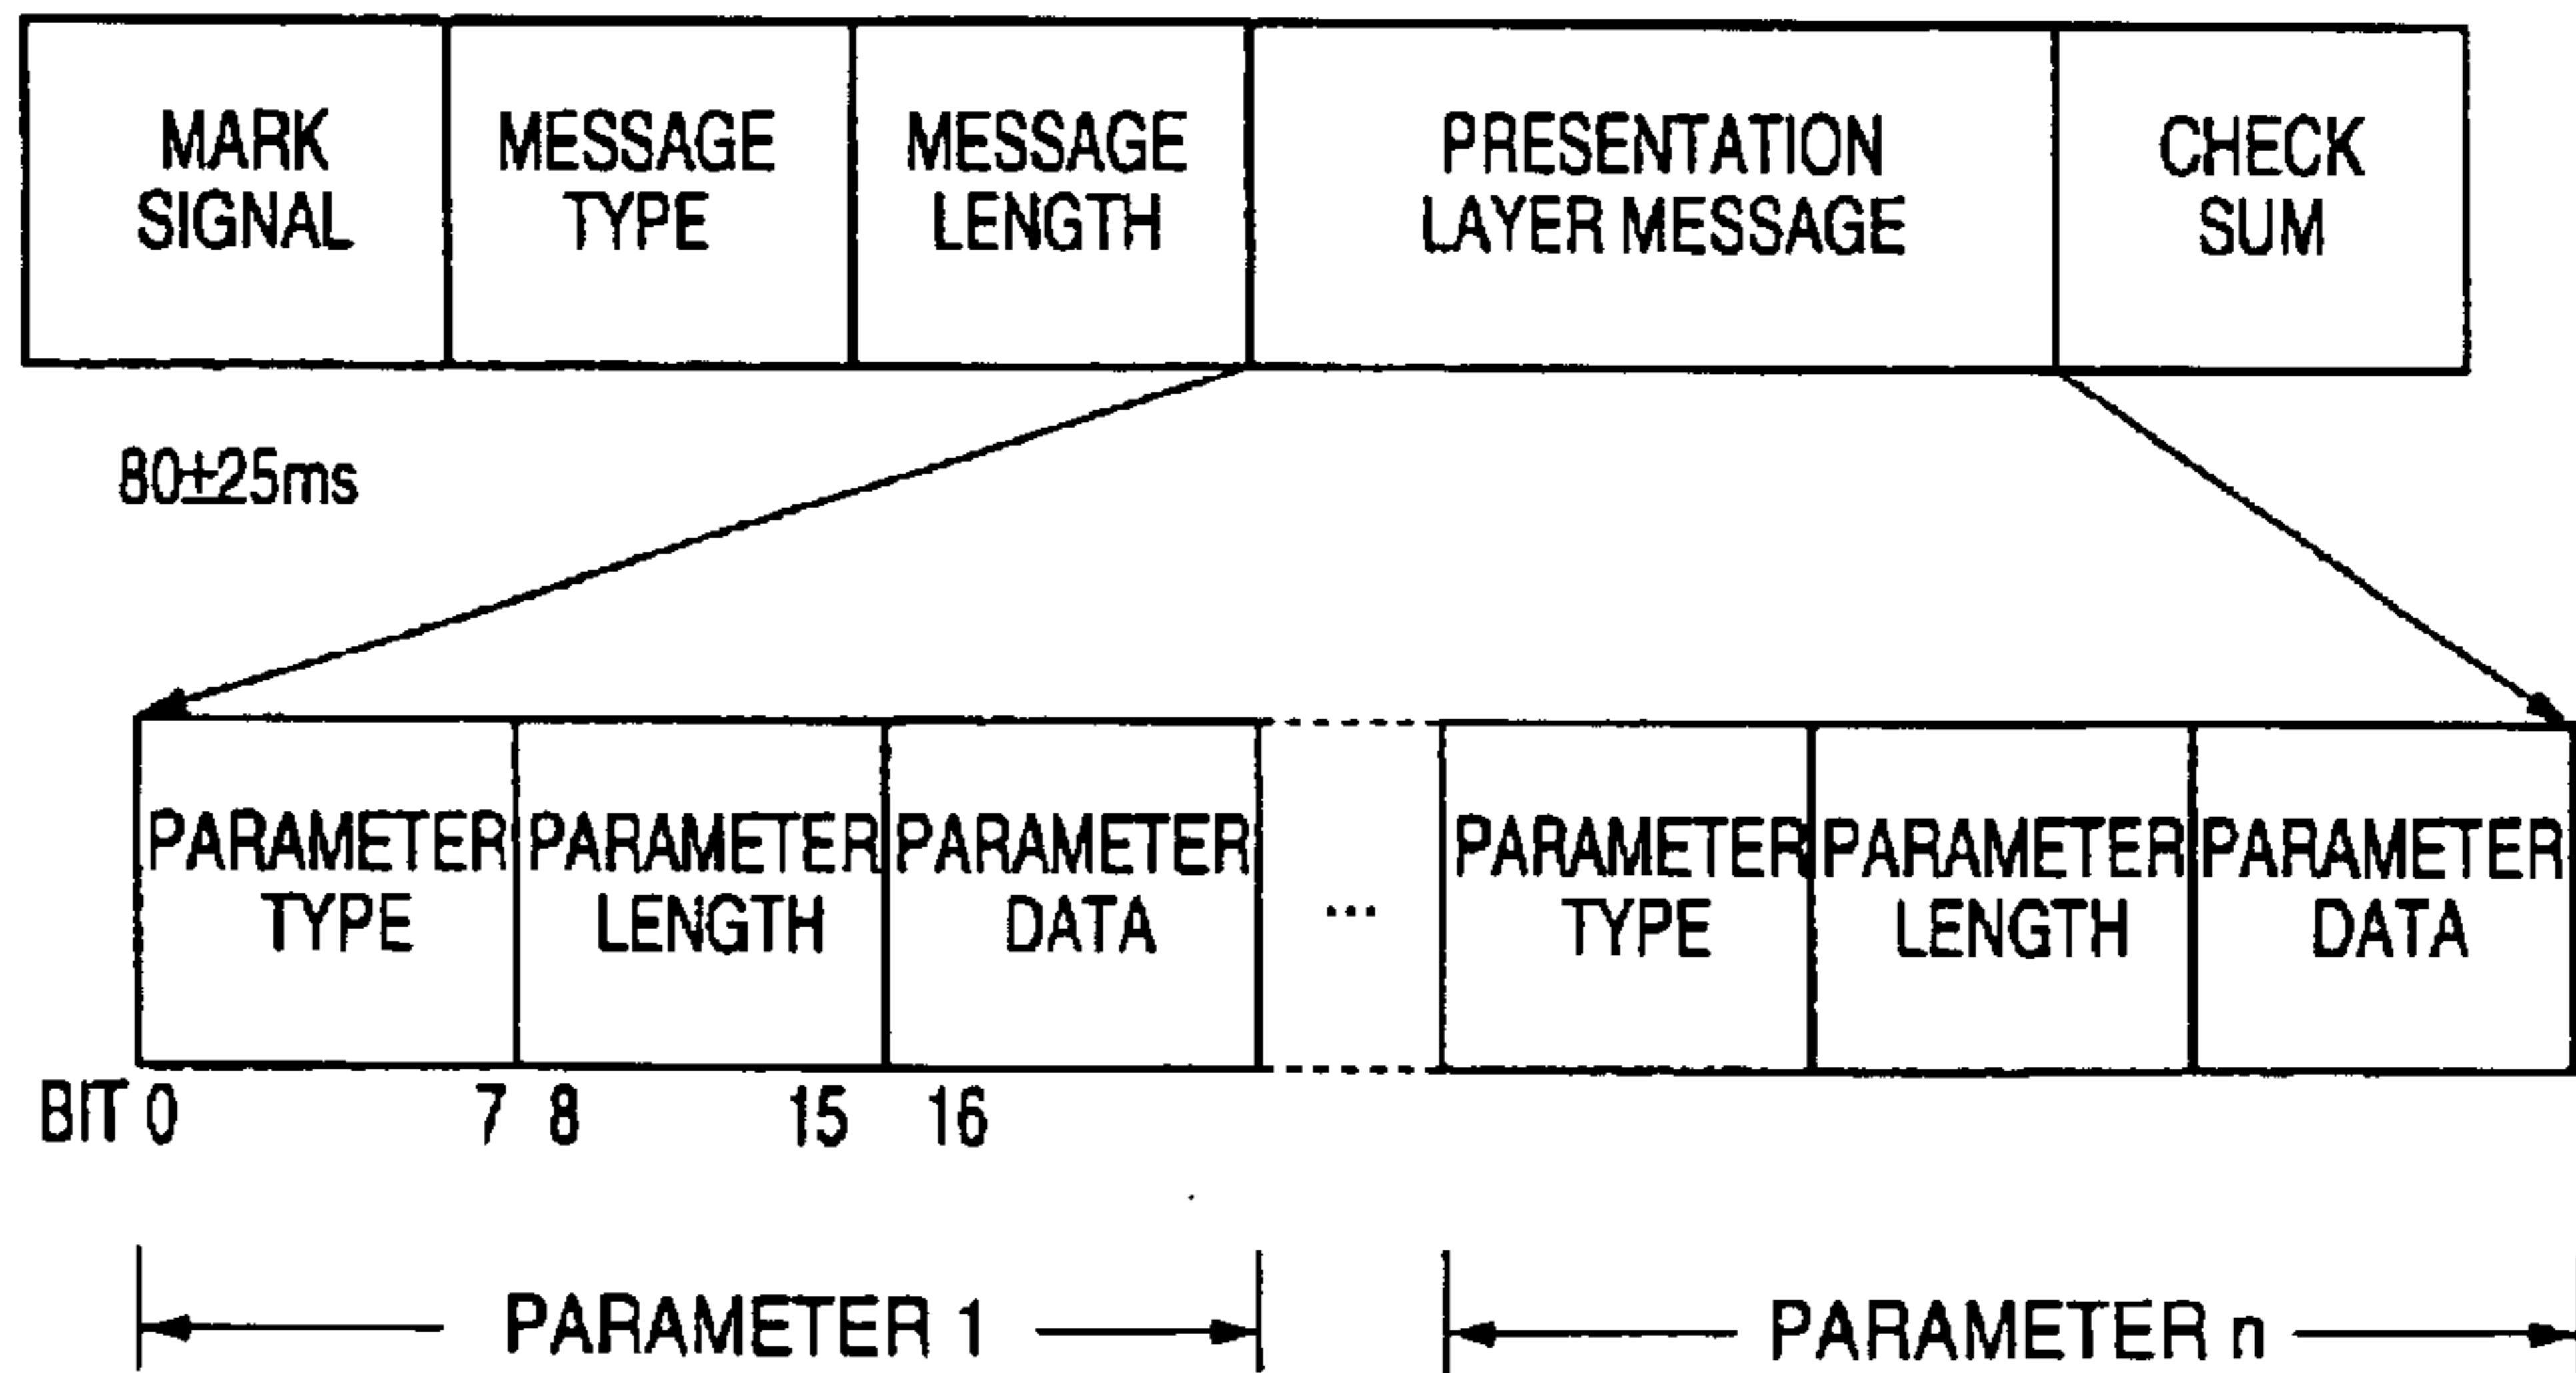 MARK SIGNAL
MESSAGE TYPE
MESSAGE LENGTH
PRESENTATION LAYER MESSAGE
CHECK SUM
80±25ms
PARAMETER TYPE
PARAMETER LENGTH
PARAMETER DATA
...
PARAMETER TYPE
PARAMETER LENGTH
PARAMETER DATA
BIT 0 7 8 15 16
PARAMETER 1
PARAMETER n